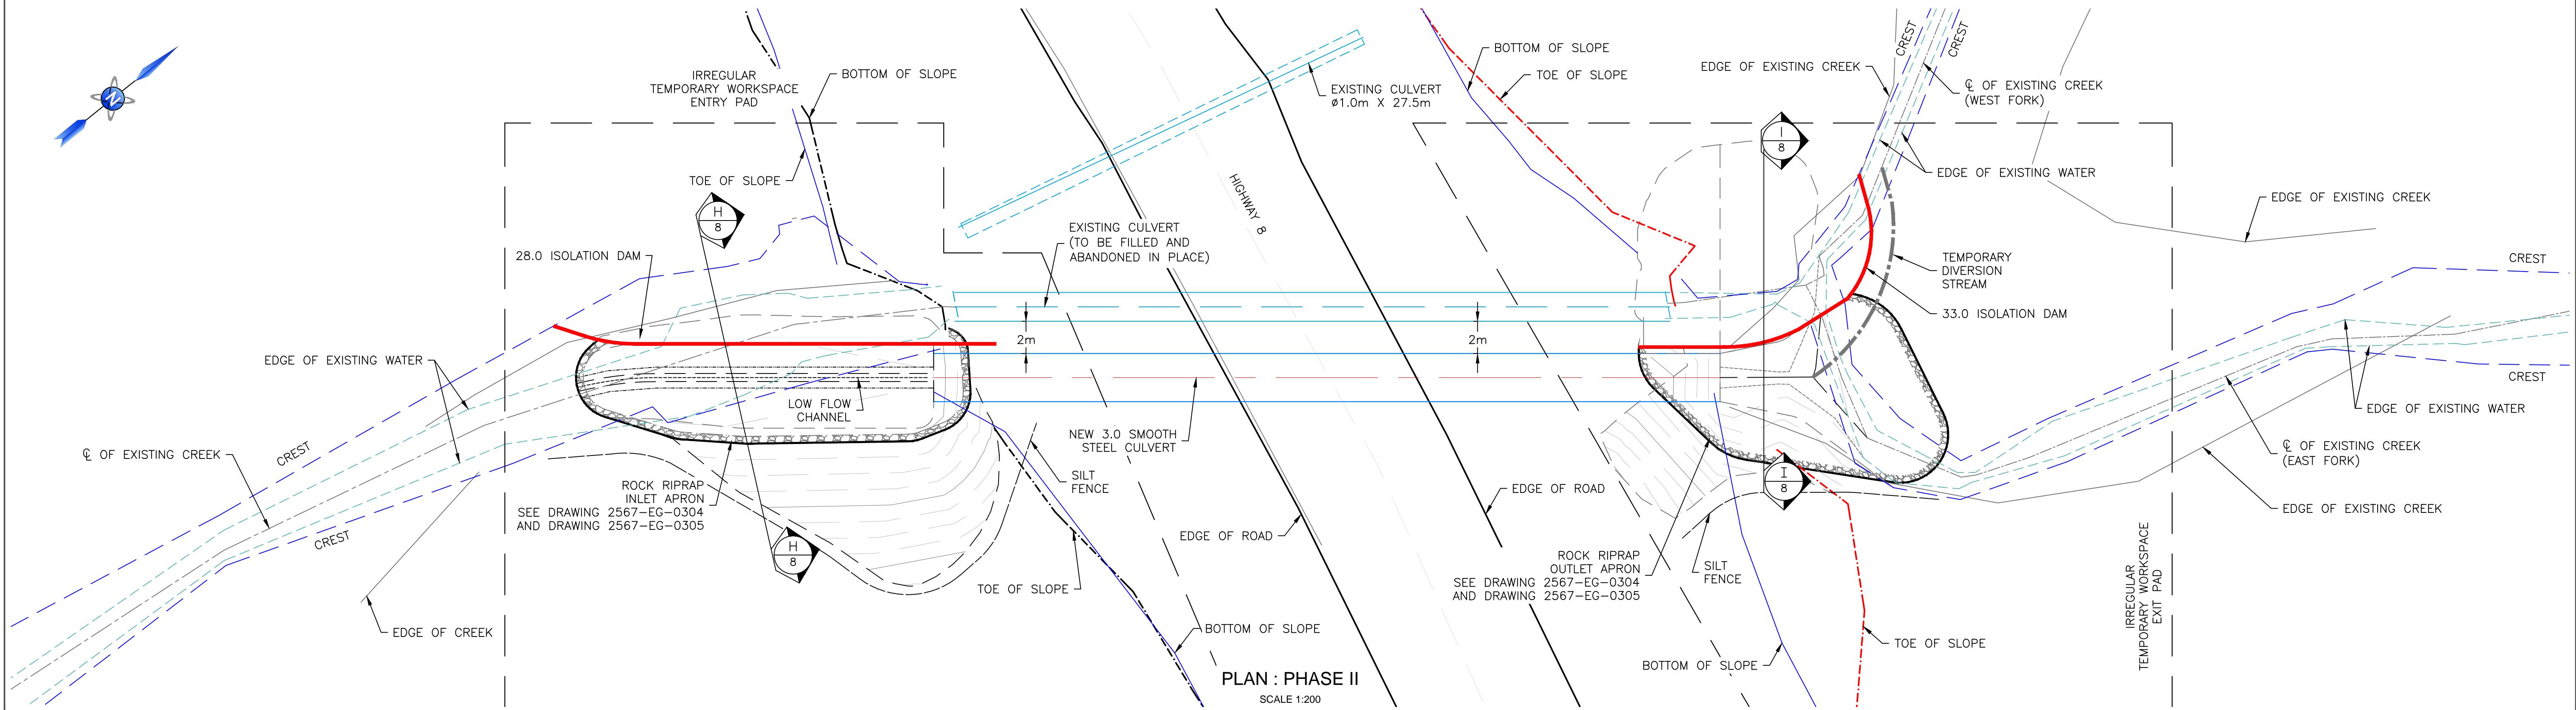 N
IRREGULAR
TEMPORARY WORKSPACE
ENTRY PAD
BOTTOM OF SLOPE
TOE OF SLOPE
H
8
28.0 ISOLATION DAM
EDGE OF EXISTING WATER
℄ OF EXISTING CREEK
CREST
CREST
EDGE OF CREEK
LOW FLOW
CHANNEL
ROCK RIPRAP
INLET APRON
SEE DRAWING 2567-EG-0304
AND DRAWING 2567-EG-0305
H
8
EXISTING CULVERT
Ø1.0m X 27.5m
HIGHWAY 8
EXISTING CULVERT
(TO BE FILLED AND
ABANDONED IN PLACE)
2m
2m
NEW 3.0 SMOOTH
STEEL CULVERT
SILT
FENCE
TOE OF SLOPE
BOTTOM OF SLOPE
EDGE OF ROAD
EDGE OF ROAD
BOTTOM OF SLOPE
TOE OF SLOPE
EDGE OF EXISTING CREEK
CREST
CREST
℄ OF EXISTING CREEK
(WEST FORK)
I
8
EDGE OF EXISTING WATER
EDGE OF EXISTING CREEK
TEMPORARY
DIVERSION
STREAM
33.0 ISOLATION DAM
CREST
CREST
EDGE OF EXISTING WATER
℄ OF EXISTING CREEK
(EAST FORK)
EDGE OF EXISTING CREEK
I
8
ROCK RIPRAP
OUTLET APRON
SEE DRAWING 2567-EG-0304
AND DRAWING 2567-EG-0305
SILT
FENCE
TOE OF SLOPE
BOTTOM OF SLOPE
IRREGULAR
TEMPORARY WORKSPACE
EXIT PAD
PLAN : PHASE II
SCALE 1:200